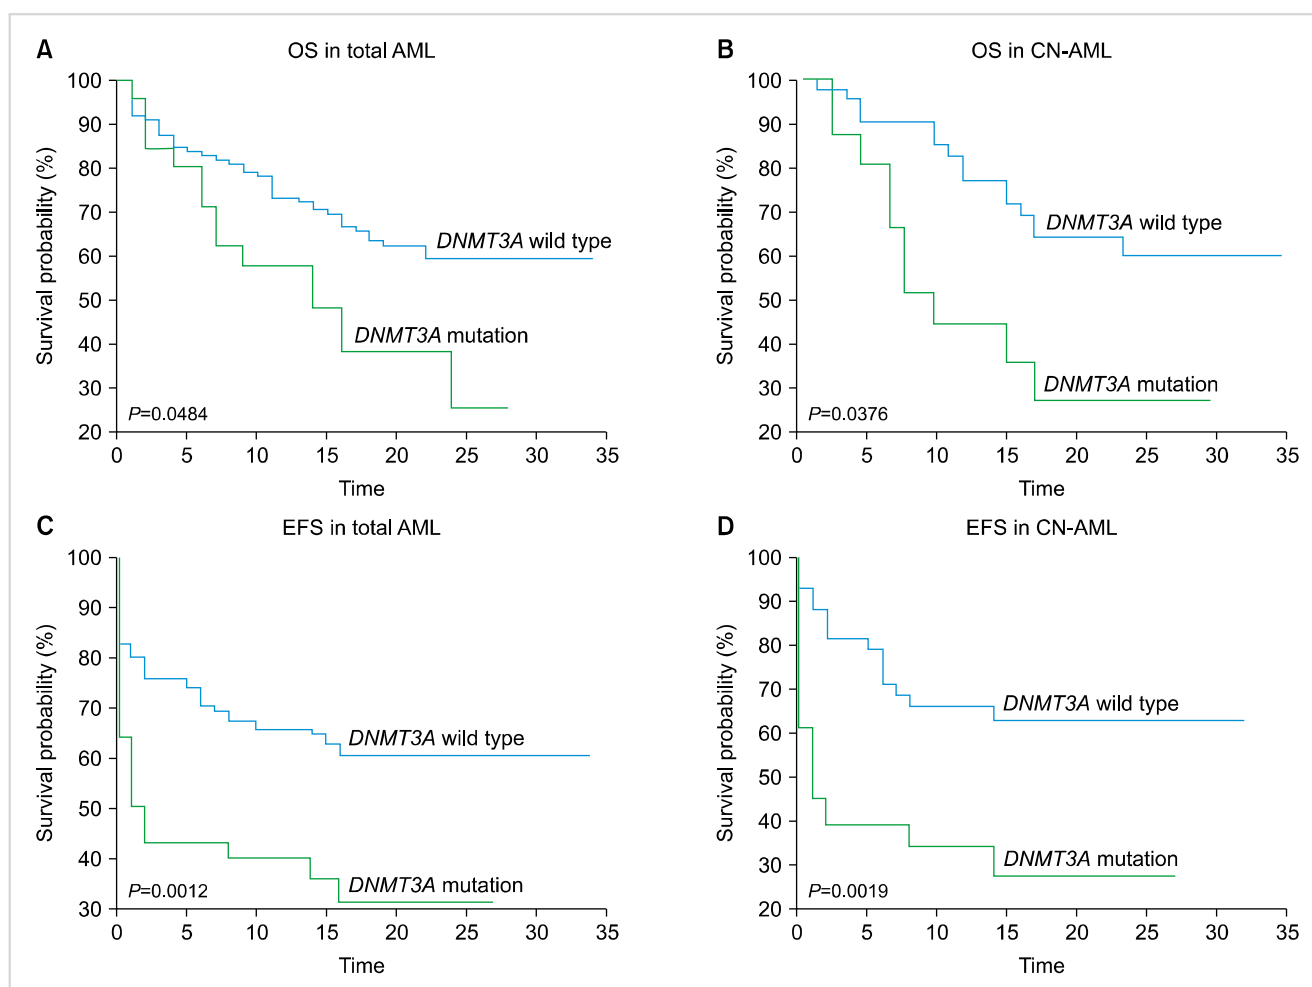 A
OS in total AML
Survival probability (%)
100
90
80
70
60
50
40
30
20
DNMT3A wild type
DNMT3A mutation
P=0.0484
0 5 10 15 20 25 30 35
Time
B
OS in CN-AML
Survival probability (%)
100
90
80
70
60
50
40
30
20
DNMT3A wild type
DNMT3A mutation
P=0.0376
0 5 10 15 20 25 30 35
Time
C
EFS in total AML
Survival probability (%)
100
90
80
70
60
50
40
30
DNMT3A wild type
DNMT3A mutation
P=0.0012
0 5 10 15 20 25 30 35
Time
D
EFS in CN-AML
Survival probability (%)
100
90
80
70
60
50
40
30
20
DNMT3A wild type
DNMT3A mutation
P=0.0019
0 5 10 15 20 25 30 35
Time